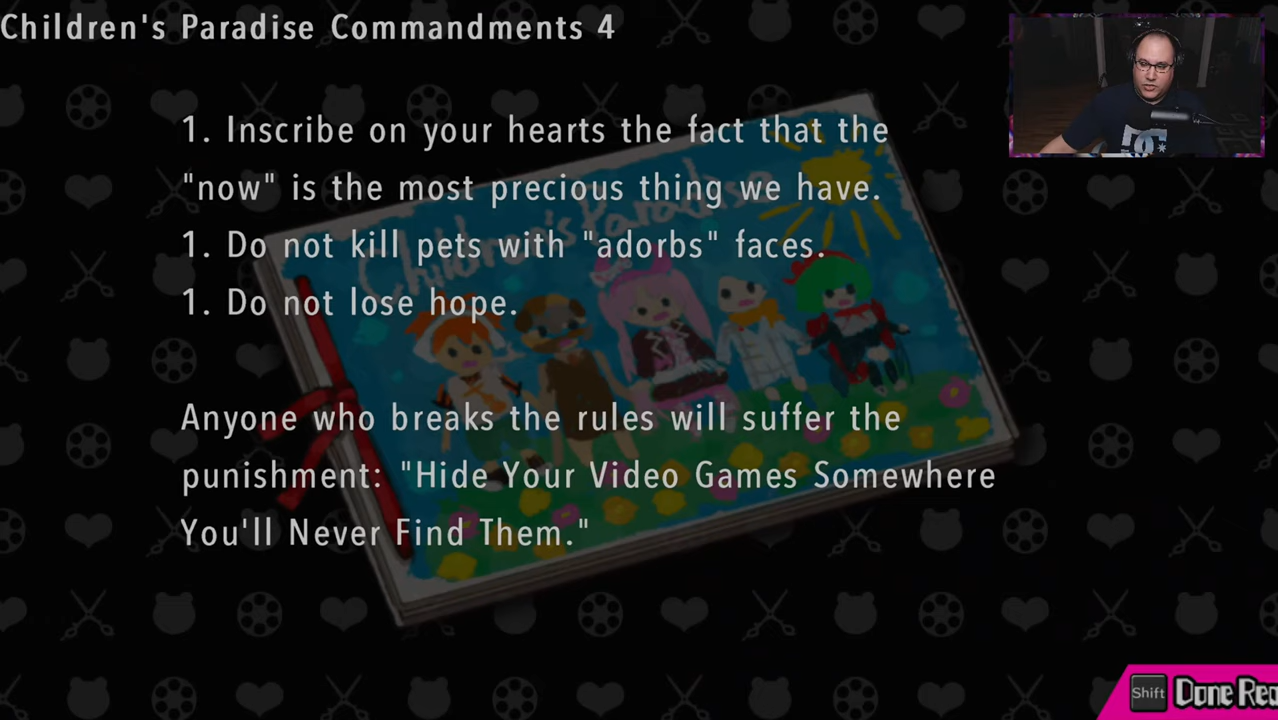 Children's Paradise Commandments 4
1. Inscribe on your hearts the fact that the
"now" is the most precious thing we have.
1. Do not kill pets with "adorbs" faces.
1. Do not lose hope.
Anyone who breaks the rules will suffer the
punishment: "Hide Your Video Games Somewhere
You'll Never Find Them."
Children's Paradise
Shift Done Rea